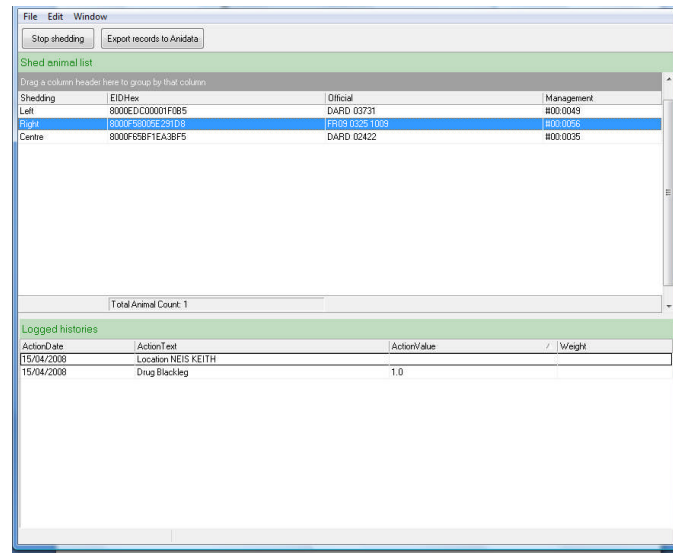 File Edit Window
Stop shedding Export records to Anidata
Shed animal list
Drag a column header here to group by that column
Shedding EIDHex Official Management
Left 8000EDC00001F0B5 DARD 03731 #00:0049
Right 8000F58005E291D8 FR09 0325 1009 #00:0056
Centre 8000F65BF1EA3BF5 DARD 02422 #00:0035
Total Animal Count: 1
Logged histories
ActionDate ActionText ActionValue Weight
15/04/2008 Location NEIS KEITH
15/04/2008 Drug Blackleg 1.0